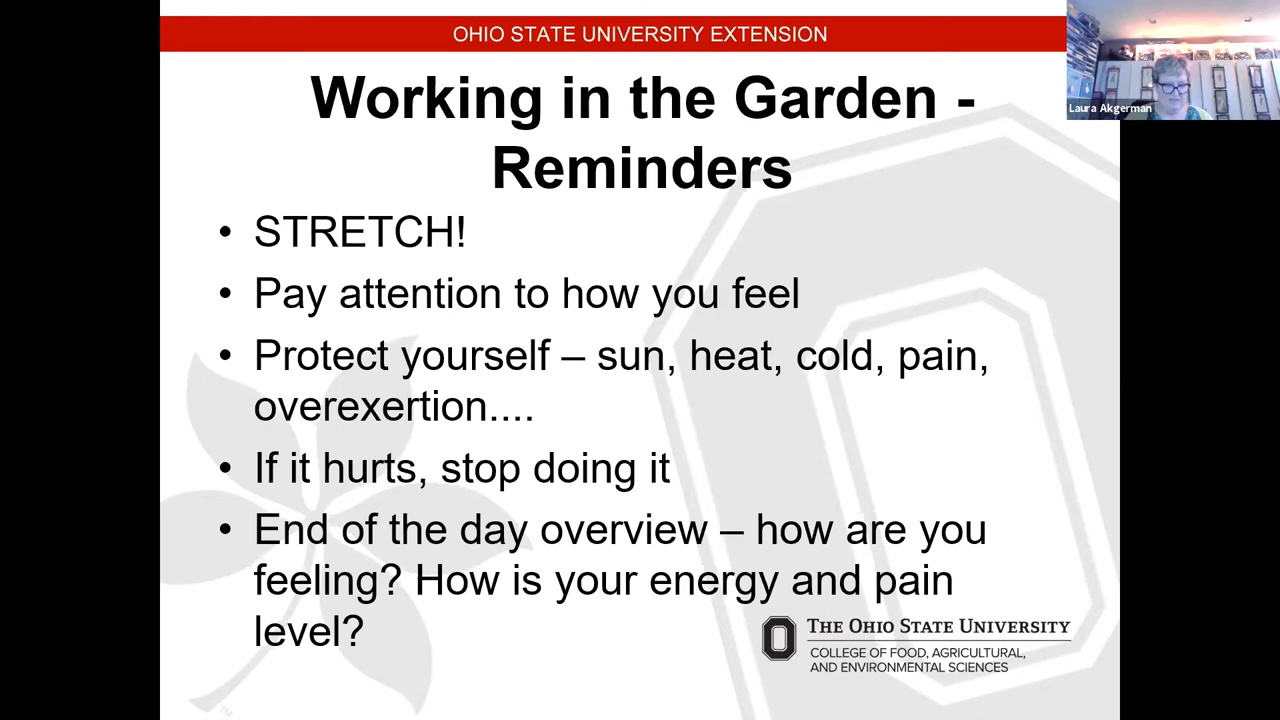 OHIO STATE UNIVERSITY EXTENSION
Laura Akgerman
Working in the Garden -
Reminders
• STRETCH!
• Pay attention to how you feel
• Protect yourself – sun, heat, cold, pain,
overexertion....
• If it hurts, stop doing it
• End of the day overview – how are you
feeling? How is your energy and pain
level?
THE OHIO STATE UNIVERSITY
COLLEGE OF FOOD, AGRICULTURAL,
AND ENVIRONMENTAL SCIENCES
TM